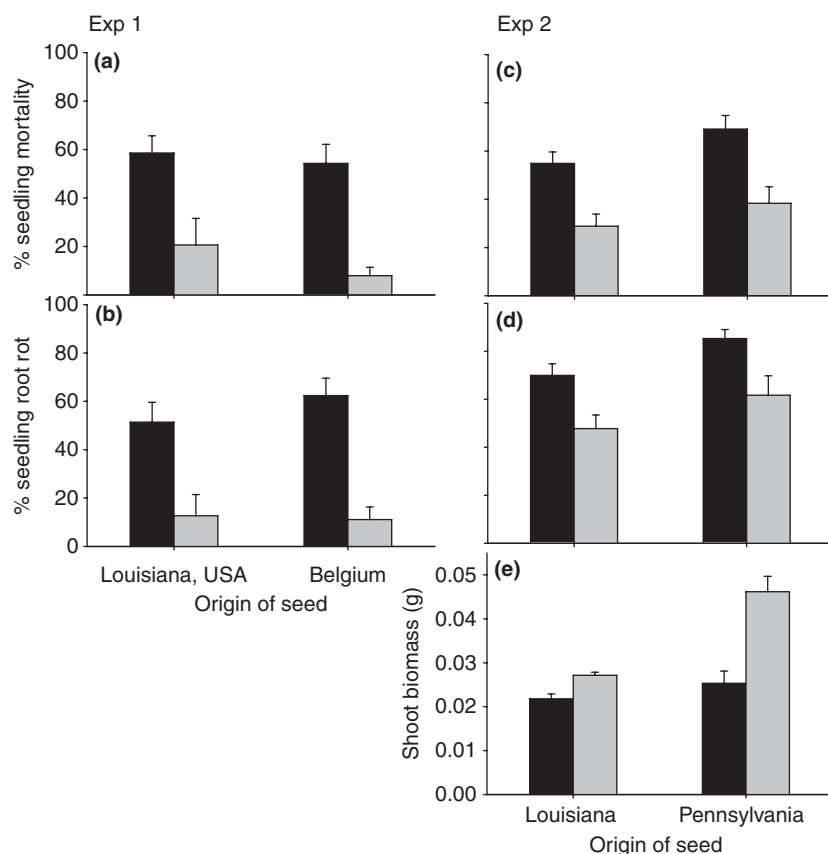 Exp 1
Exp 2
100
80
60
40
20
% seedling mortality
(a)
(c)
100
80
60
40
20
0
% seedling root rot
(b)
(d)
Louisiana, USA
Belgium
Origin of seed
0.05
0.04
0.03
0.02
0.01
0.00
Shoot biomass (g)
(e)
Louisiana
Pennsylvania
Origin of seed